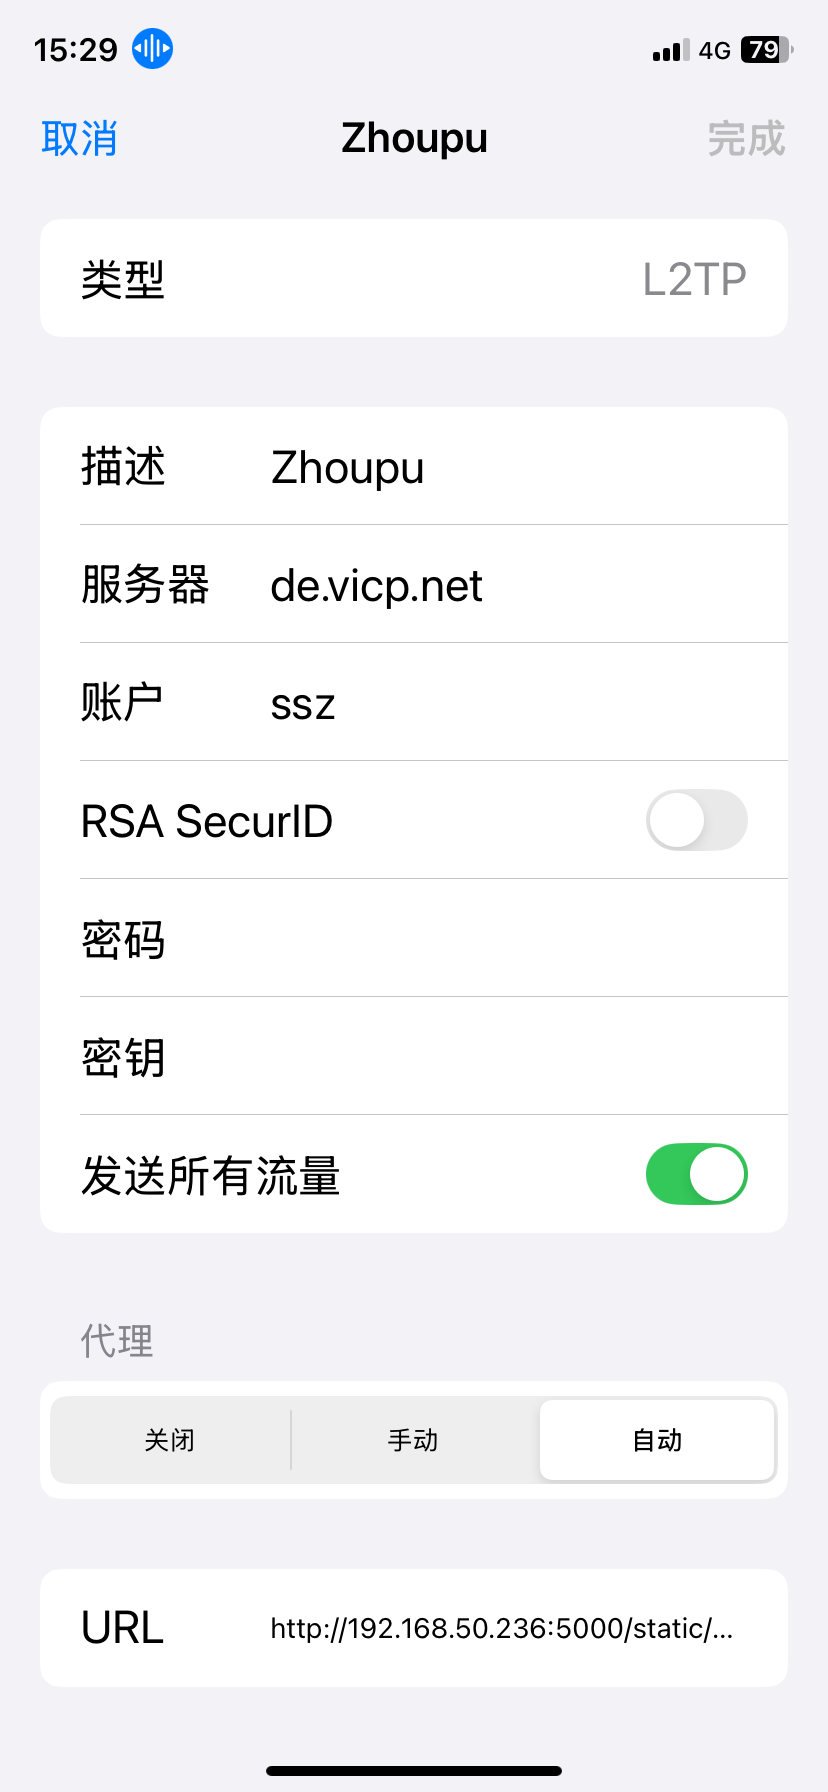 15:29 4G 79
取消 Zhoupu 完成
类型 L2TP
描述 Zhoupu
服务器 de.vicp.net
账户 ssz
RSA SecurID
密码
密钥
发送所有流量
代理
关闭 手动 自动
URL http://192.168.50.236:5000/static/...